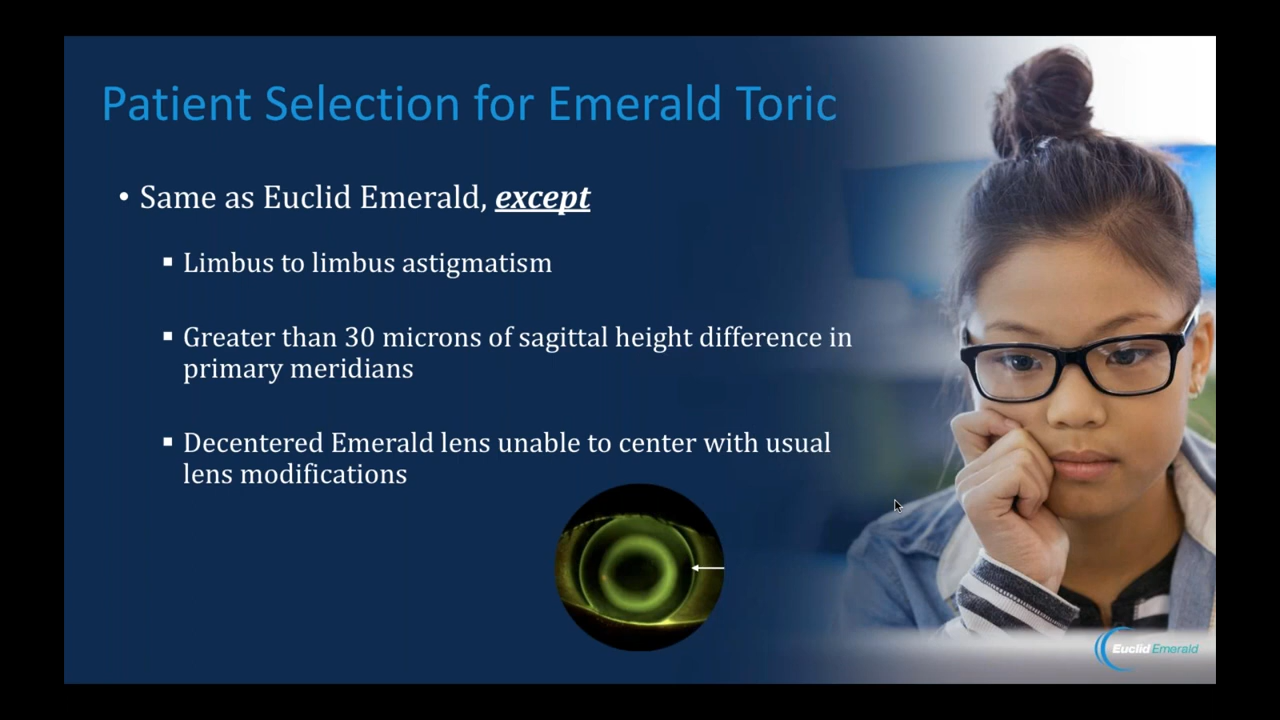 Patient Selection for Emerald Toric
• Same as Euclid Emerald, except
▪ Limbus to limbus astigmatism
▪ Greater than 30 microns of sagittal height difference in
primary meridians
▪ Decentered Emerald lens unable to center with usual
lens modifications
Euclid Emerald